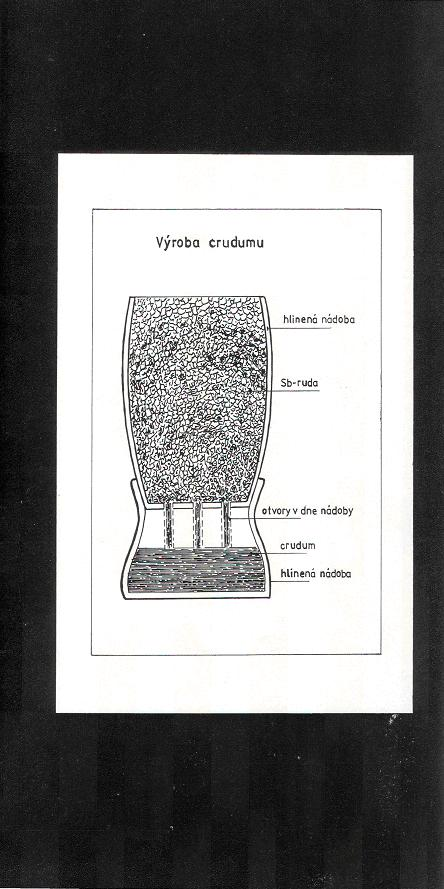 Výroba crudumu
hlinená nádoba
Sb-ruda
otvory v dne nádoby
crudum
hlinená nádoba